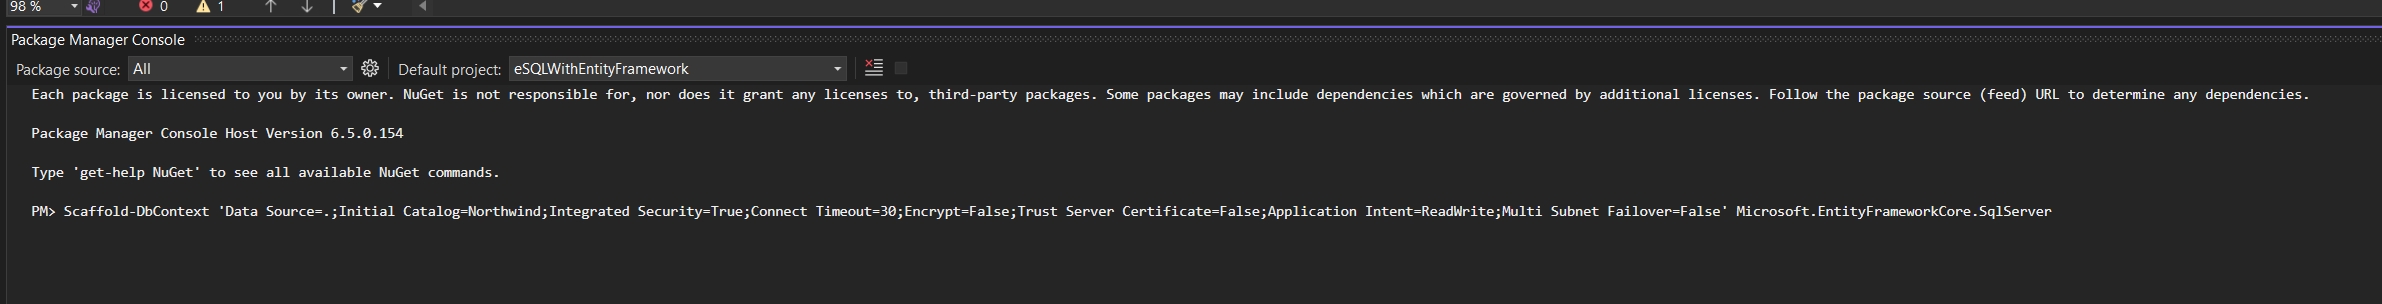 98 % 0 1
Package Manager Console
Package source: All Default project: eSQLWithEntityFramework
Each package is licensed to you by its owner. NuGet is not responsible for, nor does it grant any licenses to, third-party packages. Some packages may include dependencies which are governed by additional licenses. Follow the package source (feed) URL to determine any dependencies.
Package Manager Console Host Version 6.5.0.154
Type 'get-help NuGet' to see all available NuGet commands.
PM> Scaffold-DbContext 'Data Source=.;Initial Catalog=Northwind;Integrated Security=True;Connect Timeout=30;Encrypt=False;Trust Server Certificate=False;Application Intent=ReadWrite;Multi Subnet Failover=False' Microsoft.EntityFrameworkCore.SqlServer